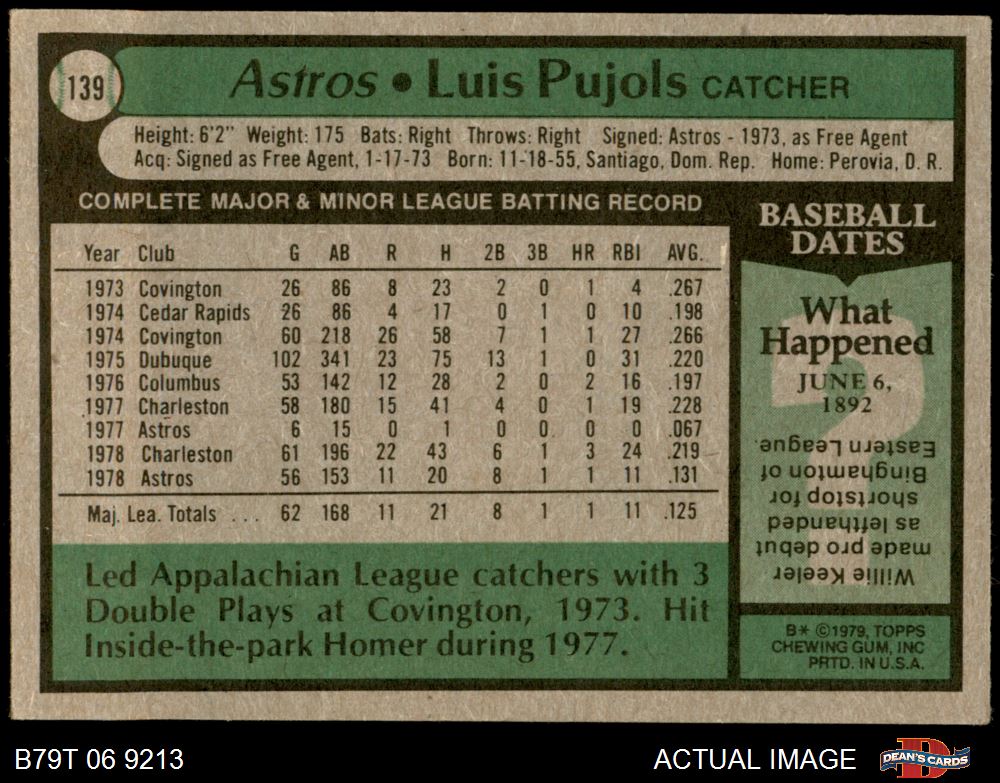 139
Astros • Luis Pujols CATCHER
Height: 6'2" Weight: 175 Bats: Right Throws: Right Signed: Astros - 1973, as Free Agent
Acq: Signed as Free Agent, 1-17-73 Born: 11-18-55, Santiago, Dom. Rep. Home: Perovia, D. R.
COMPLETE MAJOR & MINOR LEAGUE BATTING RECORD
Year Club G AB R H 2B 3B HR RBI AVG.
1973 Covington 26 86 8 23 2 0 1 4 .267
1974 Cedar Rapids 26 86 4 17 0 1 0 10 .198
1974 Covington 60 218 26 58 7 1 1 27 .266
1975 Dubuque 102 341 23 75 13 1 0 31 .220
1976 Columbus 53 142 12 28 2 0 2 16 .197
1977 Charleston 58 180 15 41 4 0 1 19 .228
1977 Astros 6 15 0 1 0 0 0 0 .067
1978 Charleston 61 196 22 43 6 1 3 24 .219
1978 Astros 56 153 11 20 8 1 1 11 .131
Maj. Lea. Totals ... 62 168 11 21 8 1 1 11 .125
Led Appalachian League catchers with 3
Double Plays at Covington, 1973. Hit
Inside-the-park Homer during 1977.
BASEBALL
DATES
What
Happened
JUNE 6,
1892
Willie Keeler
made pro debut
as lefthanded
shortstop for
Binghamton of
Eastern League.
B* ©1979, TOPPS
CHEWING GUM, INC
PRTD. IN U.S.A.
B79T 06 9213
ACTUAL IMAGE
D
DEAN'S CARDS